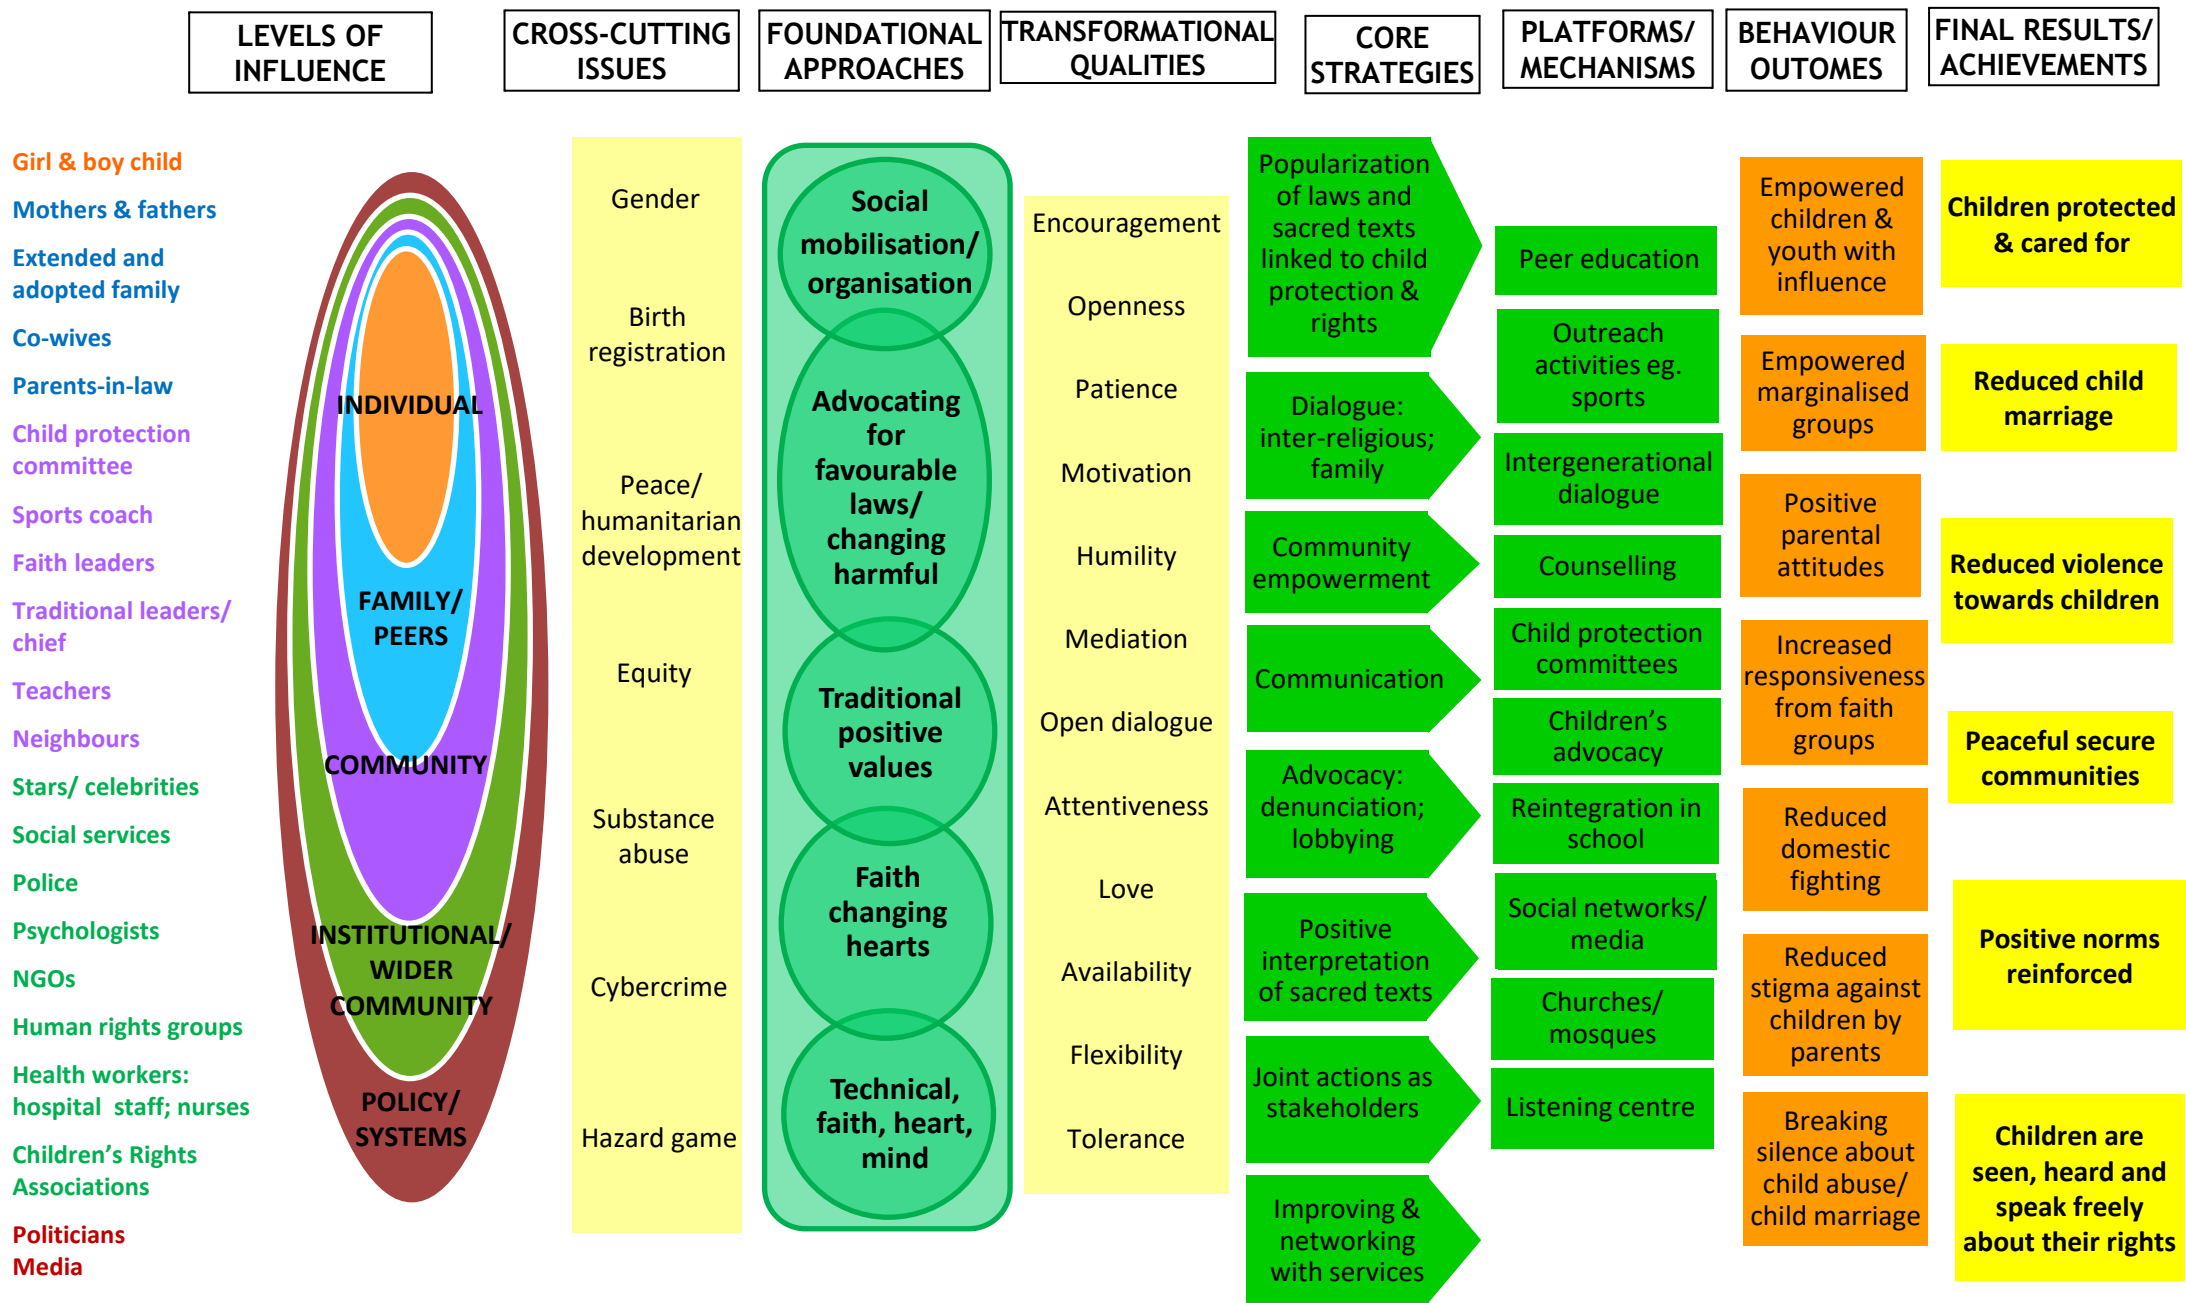 LEVELS OF
INFLUENCE
CROSS-CUTTING
ISSUES
FOUNDATIONAL
APPROACHES
TRANSFORMATIONAL
QUALITIES
CORE
STRATEGIES
PLATFORMS/
MECHANISMS
BEHAVIOUR
OUTOMES
FINAL RESULTS/
ACHIEVEMENTS
Girl & boy child
Mothers & fathers
Extended and
adopted family
Co-wives
Parents-in-law
Child protection
committee
Sports coach
Faith leaders
Traditional leaders/
chief
Teachers
Neighbours
Stars/ celebrities
Social services
Police
Psychologists
NGOs
Human rights groups
Health workers:
hospital staff; nurses
Children’s Rights
Associations
Politicians
Media
INDIVIDUAL
FAMILY/
PEERS
COMMUNITY
INSTITUTIONAL/
WIDER
COMMUNITY
POLICY/
SYSTEMS
Gender
Birth
registration
Peace/
humanitarian
development
Equity
Substance
abuse
Cybercrime
Hazard game
Social
mobilisation/
organisation
Advocating
for
favourable
laws/
changing
harmful
Traditional
positive
values
Faith
changing
hearts
Technical,
faith, heart,
mind
Encouragement
Openness
Patience
Motivation
Humility
Mediation
Open dialogue
Attentiveness
Love
Availability
Flexibility
Tolerance
Popularization
of laws and
sacred texts
linked to child
protection &
rights
Dialogue:
inter-religious;
family
Community
empowerment
Communication
Advocacy:
denunciation;
lobbying
Positive
interpretation
of sacred texts
Joint actions as
stakeholders
Improving &
networking
with services
Peer education
Outreach
activities eg.
sports
Intergenerational
dialogue
Counselling
Child protection
committees
Children’s
advocacy
Reintegration in
school
Social networks/
media
Churches/
mosques
Listening centre
Empowered
children &
youth with
influence
Empowered
marginalised
groups
Positive
parental
attitudes
Increased
responsiveness
from faith
groups
Reduced
domestic
fighting
Reduced
stigma against
children by
parents
Breaking
silence about
child abuse/
child marriage
Children protected
& cared for
Reduced child
marriage
Reduced violence
towards children
Peaceful secure
communities
Positive norms
reinforced
Children are
seen, heard and
speak freely
about their rights